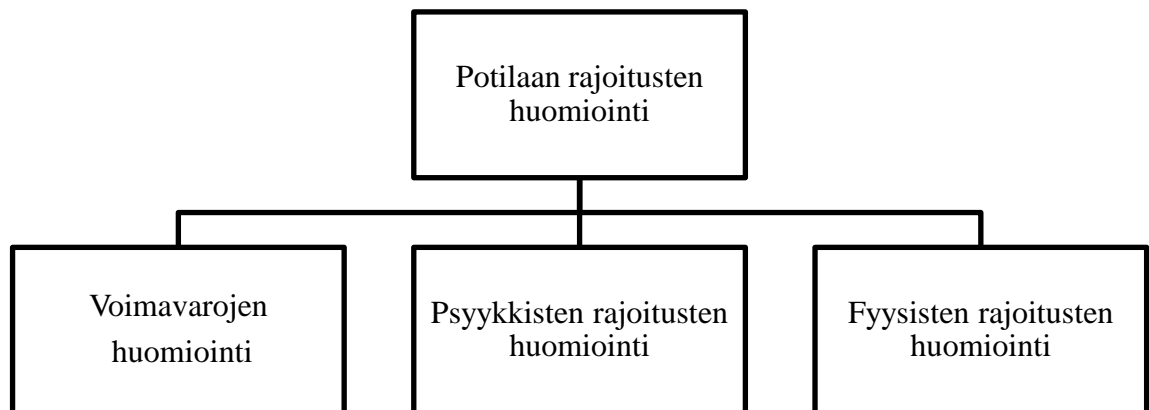 Potilaan rajoitusten
huomiointi
Voimavarojen
huomiointi
Psyykkisten rajoitusten
huomiointi
Fyysisten rajoitusten
huomiointi